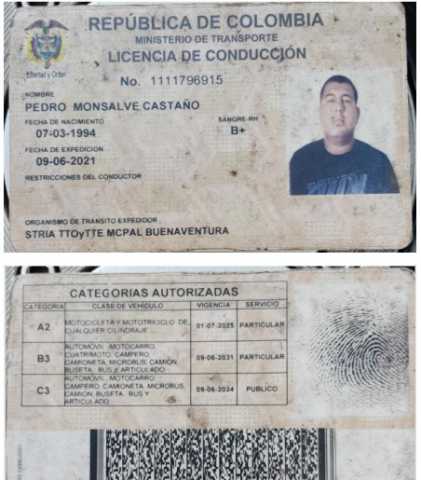 REPÚBLICA DE COLOMBIA
MINISTERIO DE TRANSPORTE
LICENCIA DE CONDUCCIÓN
Libertad y Orden
No. 1111796915
NOMBRE
PEDRO MONSALVE CASTAÑO
FECHA DE NACIMIENTO SANGRE-RH
07-03-1994 B+
FECHA DE EXPEDICION
09-06-2021
RESTRICCIONES DEL CONDUCTOR
ORGANISMO DE TRANSITO EXPEDIDOR
STRIA TTOyTTE MCPAL BUENAVENTURA
CATEGORIAS AUTORIZADAS
CATEGORIA CLASE DE VEHICULO VIGENCIA SERVICIO
A2 MOTOCICLETA Y MOTOTRICICLO DE CUALQUIER CILINDRAJE 01-07-2025 PARTICULAR
B3 AUTOMOVIL, MOTOCARRO, CUATRIMOTO, CAMPERO, CAMIONETA, MICROBUS, CAMION, BUSETA, BUS y ARTICULADO 09-06-2031 PARTICULAR
C3 AUTOMOVIL, MOTOCARRO, CAMPERO, CAMIONETA, MICROBUS, CAMION, BUSETA, BUS Y ARTICULADO 09-06-2024 PUBLICO